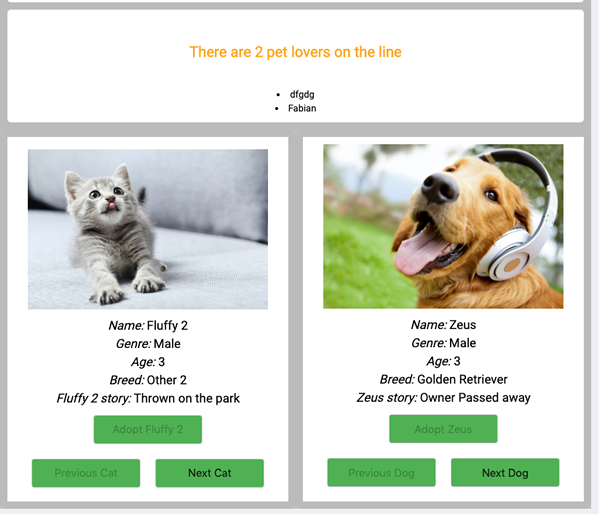 There are 2 pet lovers on the line
dfgdg
Fabian
Name: Fluffy 2
Genre: Male
Age: 3
Breed: Other 2
Fluffy 2 story: Thrown on the park
Adopt Fluffy 2
Previous Cat
Next Cat
Name: Zeus
Genre: Male
Age: 3
Breed: Golden Retriever
Zeus story: Owner Passed away
Adopt Zeus
Previous Dog
Next Dog